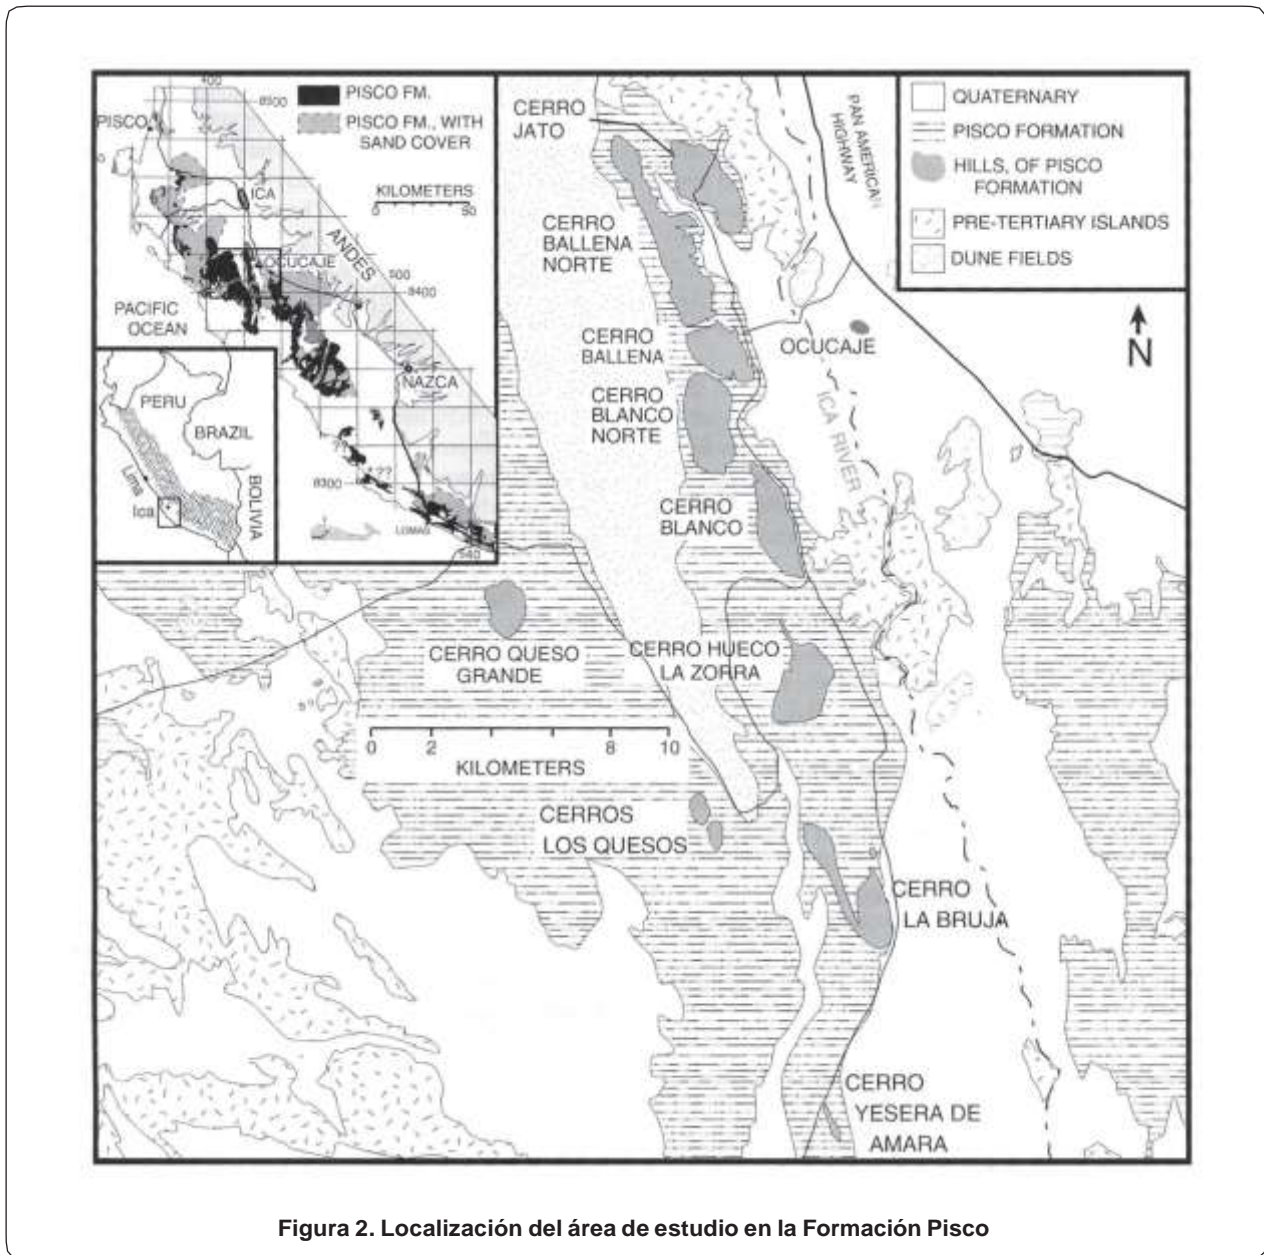 400
8500
PISCO FM.
PISCO
PISCO FM., WITH
SAND COVER
KILOMETERS
0
50
ICA
ANDES
OCUCAJE
500
8400
PACIFIC
OCEAN
NAZCA
??
8300
LOMAS
PERU
BRAZIL
BOLIVIA
Lima
Ica
CERRO
JATO
PAN AMERICAN
HIGHWAY
QUATERNARY
PISCO FORMATION
HILLS, OF PISCO
FORMATION
PRE-TERTIARY ISLANDS
DUNE FIELDS
N
CERRO
BALLENA
NORTE
CERRO
BALLENA
OCUCAJE
CERRO
BLANCO
NORTE
ICA RIVER
CERRO
BLANCO
CERRO QUESO
GRANDE
CERRO HUECO
LA ZORRA
0 2 8 10
KILOMETERS
CERROS
LOS QUESOS
CERRO
LA BRUJA
CERRO
YESERA DE
AMARA
Figura 2. Localización del área de estudio en la Formación Pisco